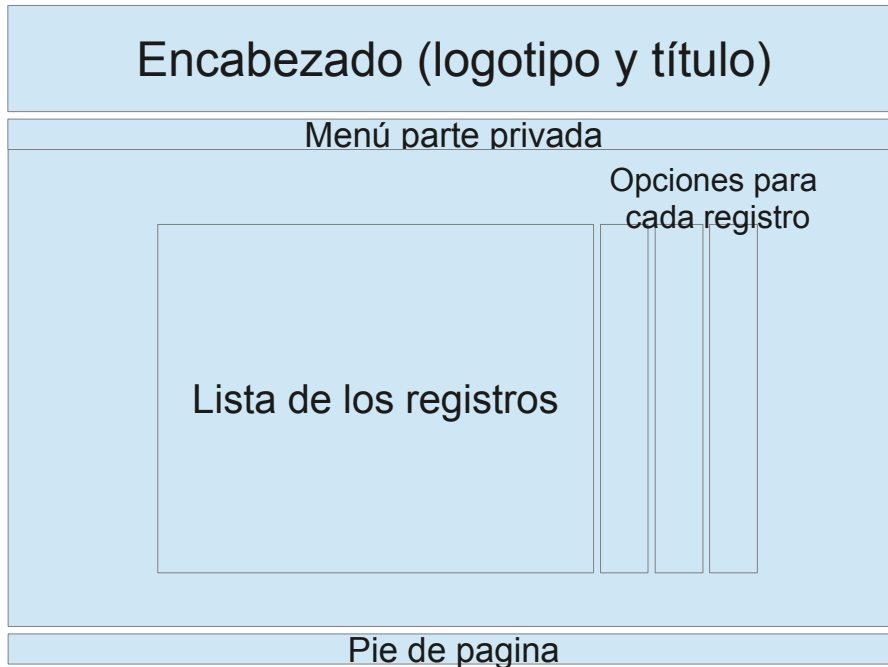 Encabezado (logotipo y título)
Menú parte privada
Opciones para
cada registro
Lista de los registros
Pie de pagina